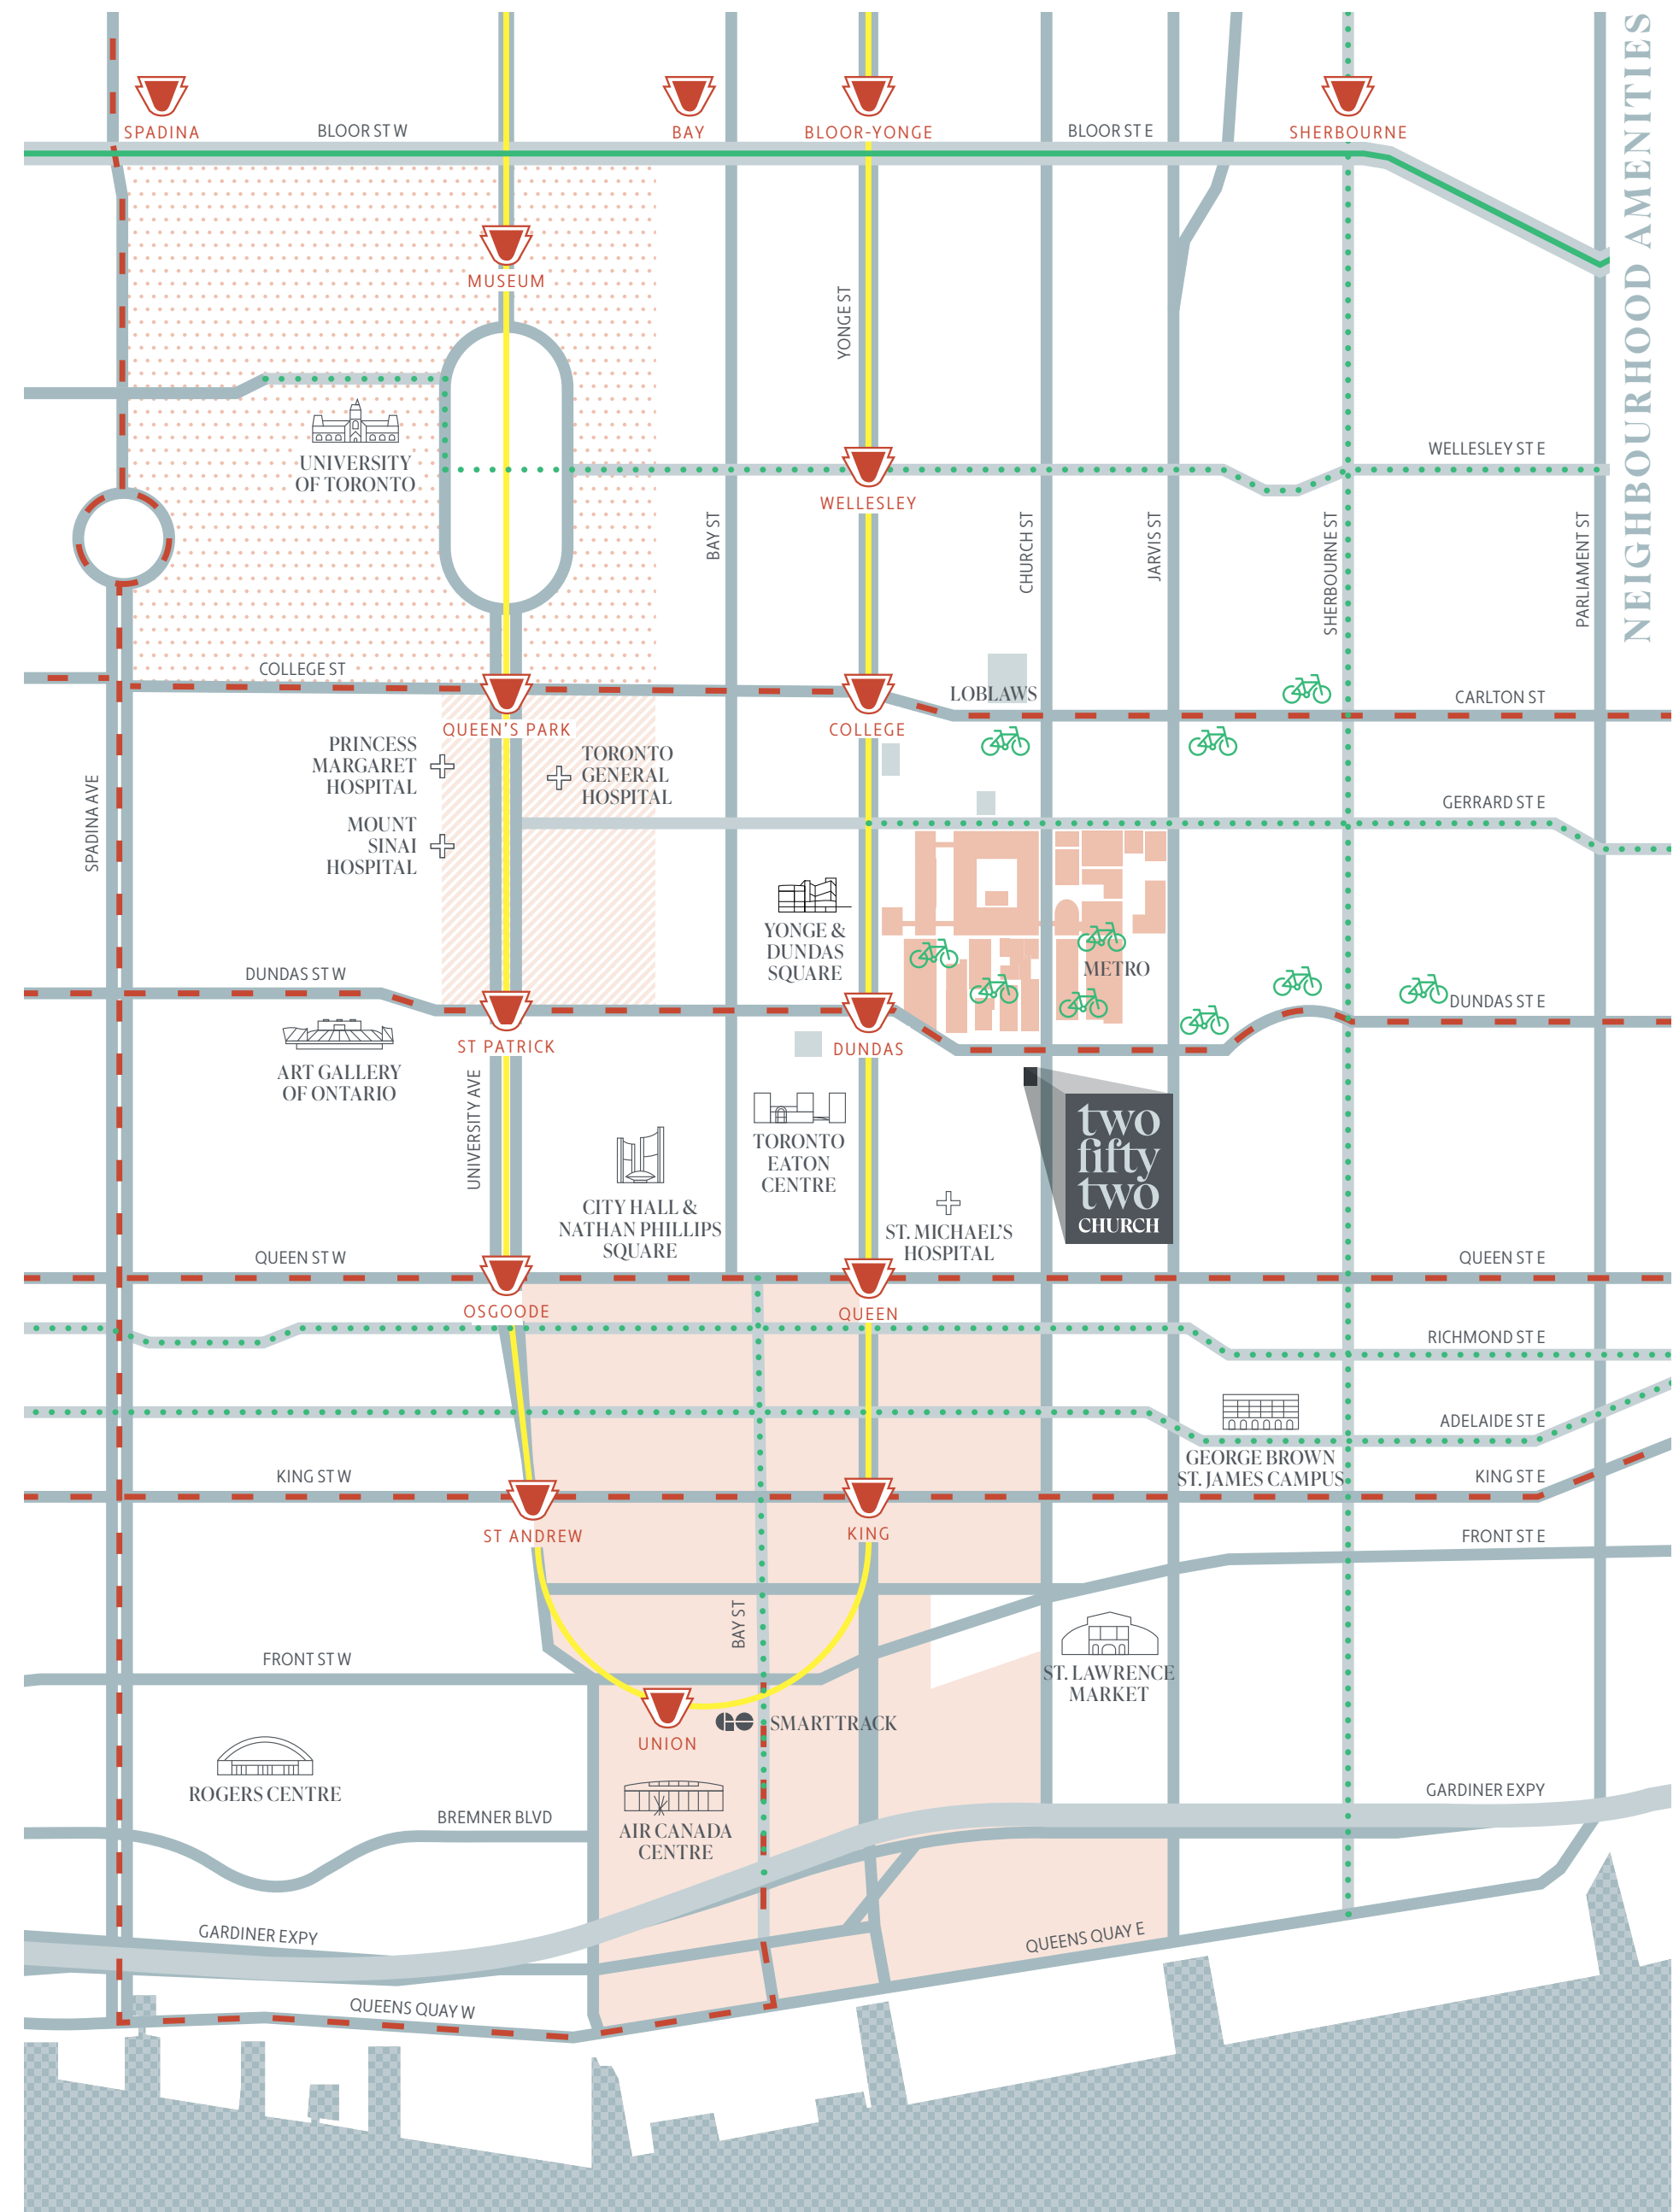 NEIGHBOURHOOD AMENITIES
SPADINA
BLOOR ST W
BAY
BLOOR-YONGE
BLOOR ST E
SHERBOURNE
MUSEUM
YONGE ST
UNIVERSITY
OF TORONTO
WELLESLEY ST E
WELLESLEY
BAY ST
CHURCH ST
JARVIS ST
SHERBOURNE ST
PARLIAMENT ST
COLLEGE ST
LOBLAWS
CARLTON ST
QUEEN'S PARK
COLLEGE
PRINCESS
MARGARET
HOSPITAL
TORONTO
GENERAL
HOSPITAL
SPADINA AVE
MOUNT
SINAI
HOSPITAL
GERRARD ST E
YONGE &
DUNDAS
SQUARE
METRO
DUNDAS ST W
DUNDAS ST E
ST PATRICK
DUNDAS
ART GALLERY
OF ONTARIO
UNIVERSITY AVE
TORONTO
EATON
CENTRE
two
fifty
two
CHURCH
CITY HALL &
NATHAN PHILLIPS
SQUARE
ST. MICHAEL'S
HOSPITAL
QUEEN ST W
QUEEN ST E
OSGOODE
QUEEN
RICHMOND ST E
ADELAIDE ST E
GEORGE BROWN
ST. JAMES CAMPUS
KING ST W
KING ST E
ST ANDREW
KING
FRONT ST E
BAY ST
FRONT ST W
ST. LAWRENCE
MARKET
UNION
GO
SMARTTRACK
ROGERS CENTRE
GARDINER EXPY
BREMNER BLVD
AIR CANADA
CENTRE
GARDINER EXPY
QUEENS QUAY E
QUEENS QUAY W